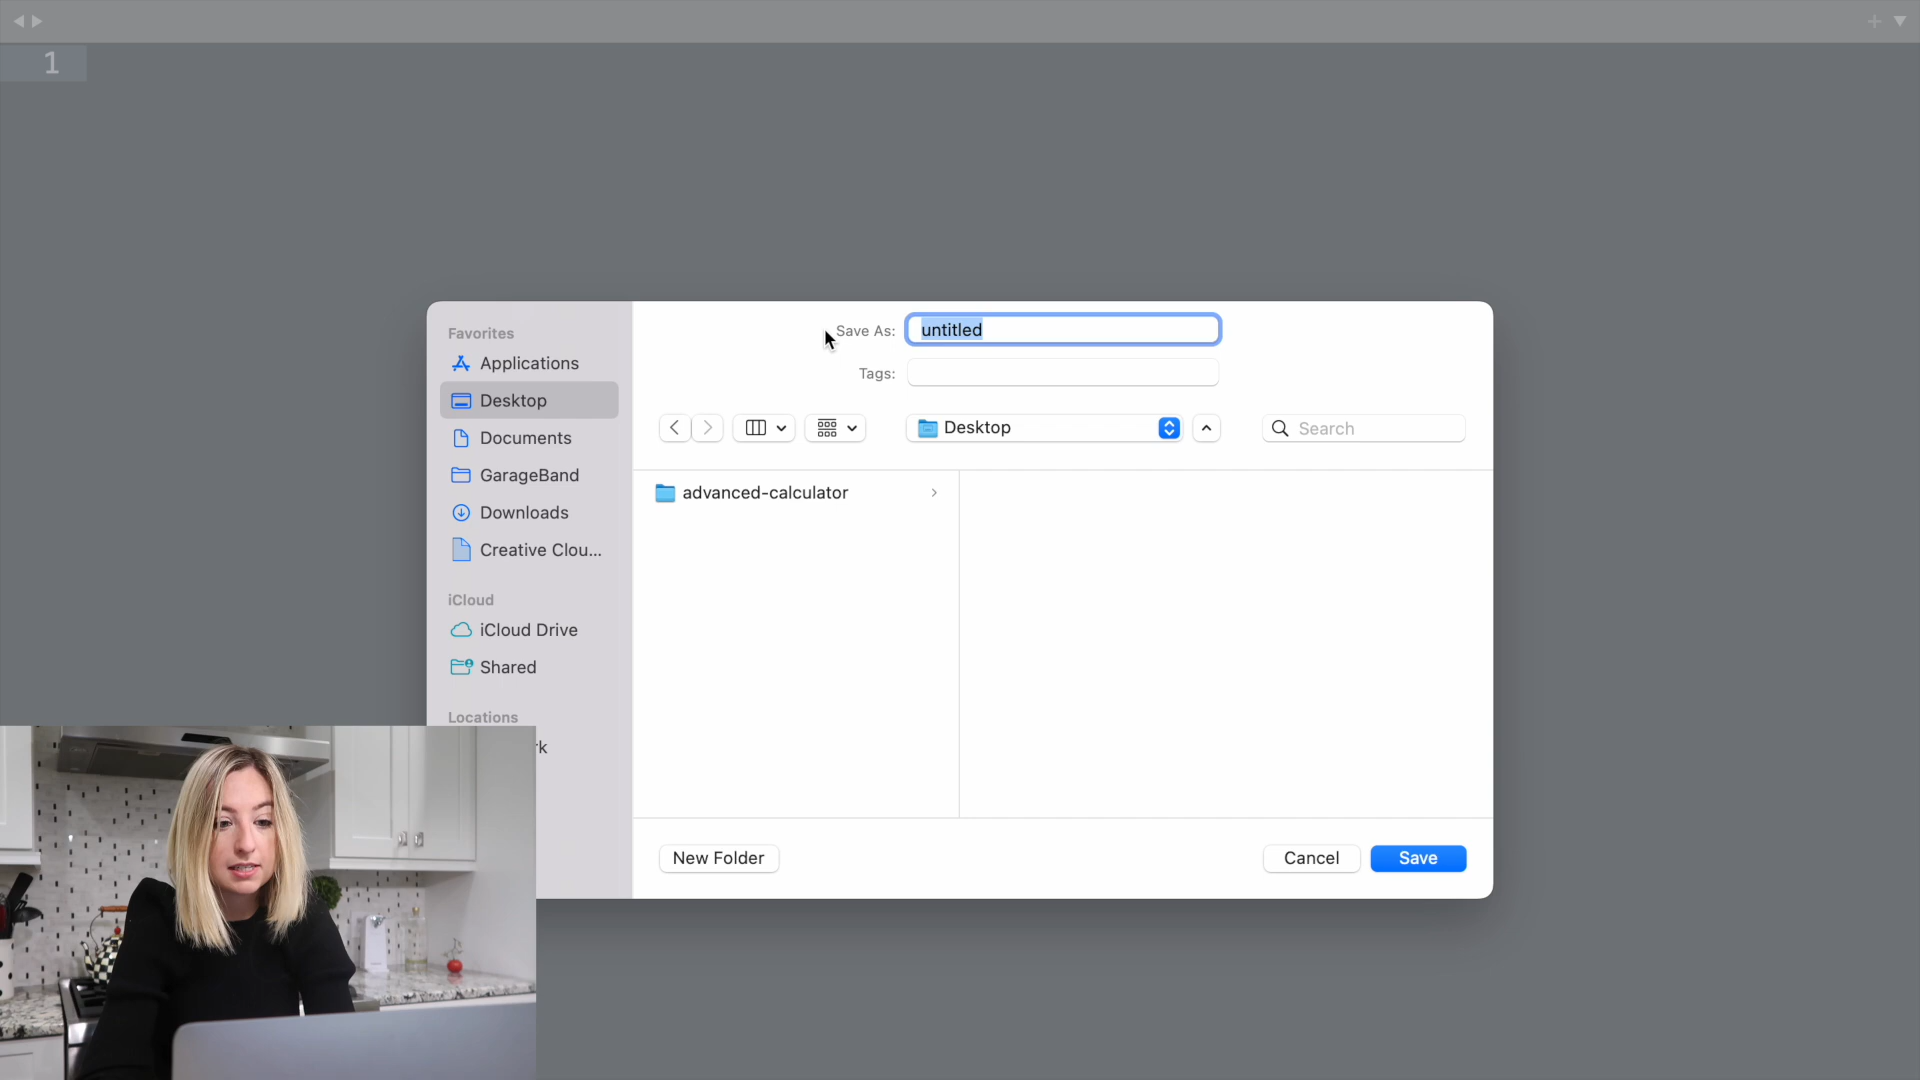 1
Save As: untitled
Tags:
Favorites
Applications
Desktop
Documents
GarageBand
Downloads
Creative Clou...
iCloud
iCloud Drive
Shared
Locations
Desktop
Search
advanced-calculator
New Folder
Cancel
Save